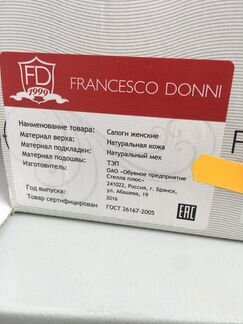 FD
1999
FRANCESCO DONNI
Наименование товара: Сапоги женские
Материал верха: Натуральная кожа
Материал подкладки: Натуральный мех
Материал подошвы: ТЭП
Изготовитель: ОАО «Обувное предприятие
Стелла плюс»
241022, Россия, г. Брянск,
ул. Абашева, 19
Год выпуска: 2016
Товар сертифицирован ГОСТ 26167-2005
EAC